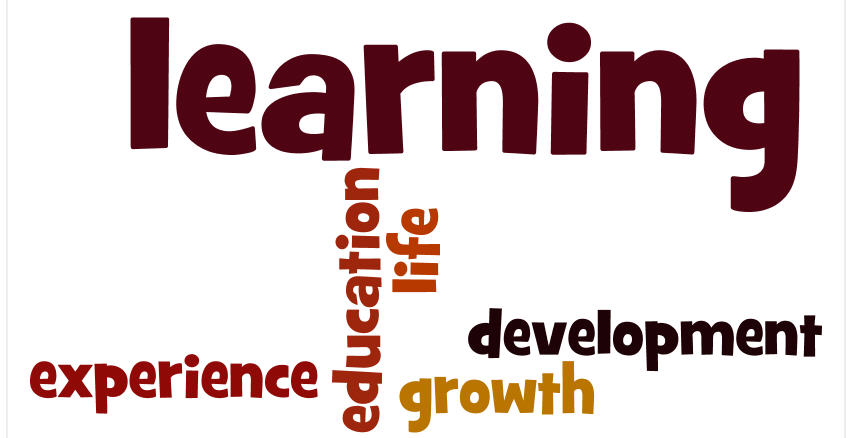 learning
education
life
development
experience
growth